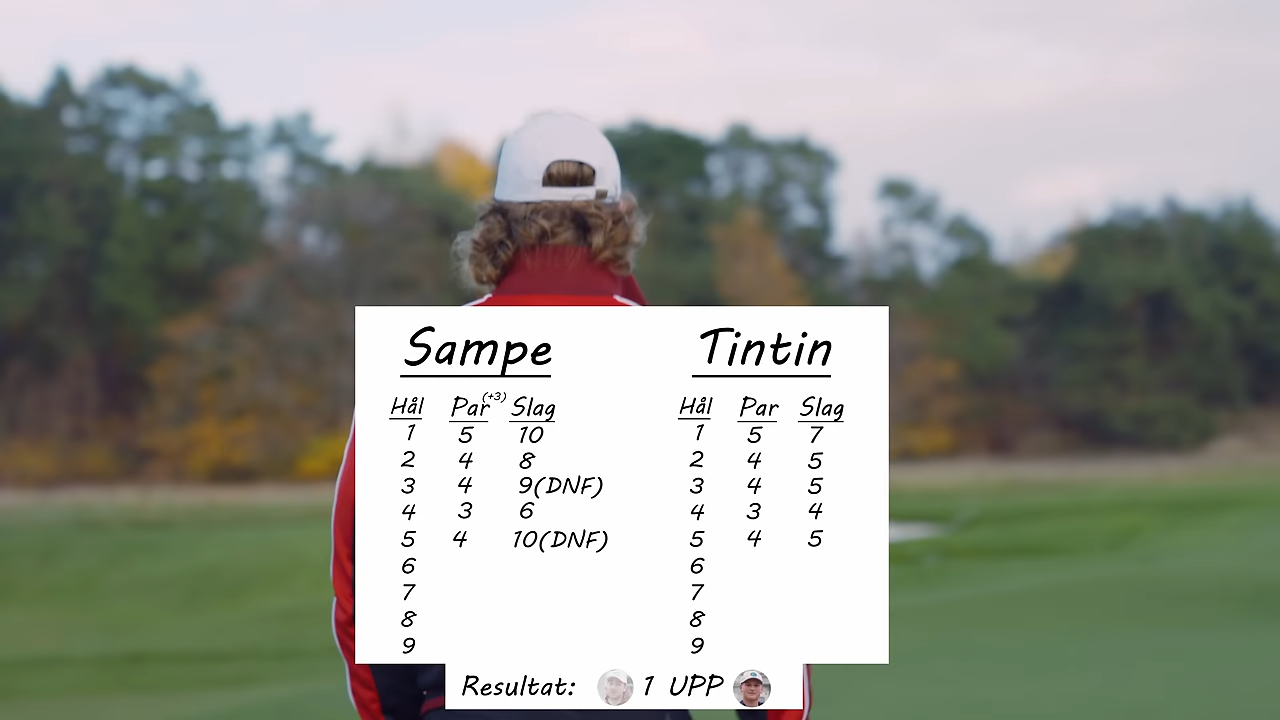 Sampe
Hål Par (+3) Slag
1 5 10
2 4 8
3 4 9(DNF)
4 3 6
5 4 10(DNF)
6
7
8
9
Tintin
Hål Par Slag
1 5 7
2 4 5
3 4 5
4 3 4
5 4 5
6
7
8
9
Resultat: 1 UPP